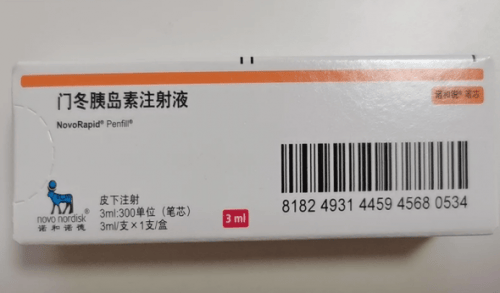 门冬胰岛素注射液
NovoRapid® Penfill®
诺和锐® 笔芯
8182 4931 4459 4568 0534
novo nordisk®
诺和诺德
皮下注射
3ml:300单位（笔芯）
3ml/支×1支/盒
3 ml